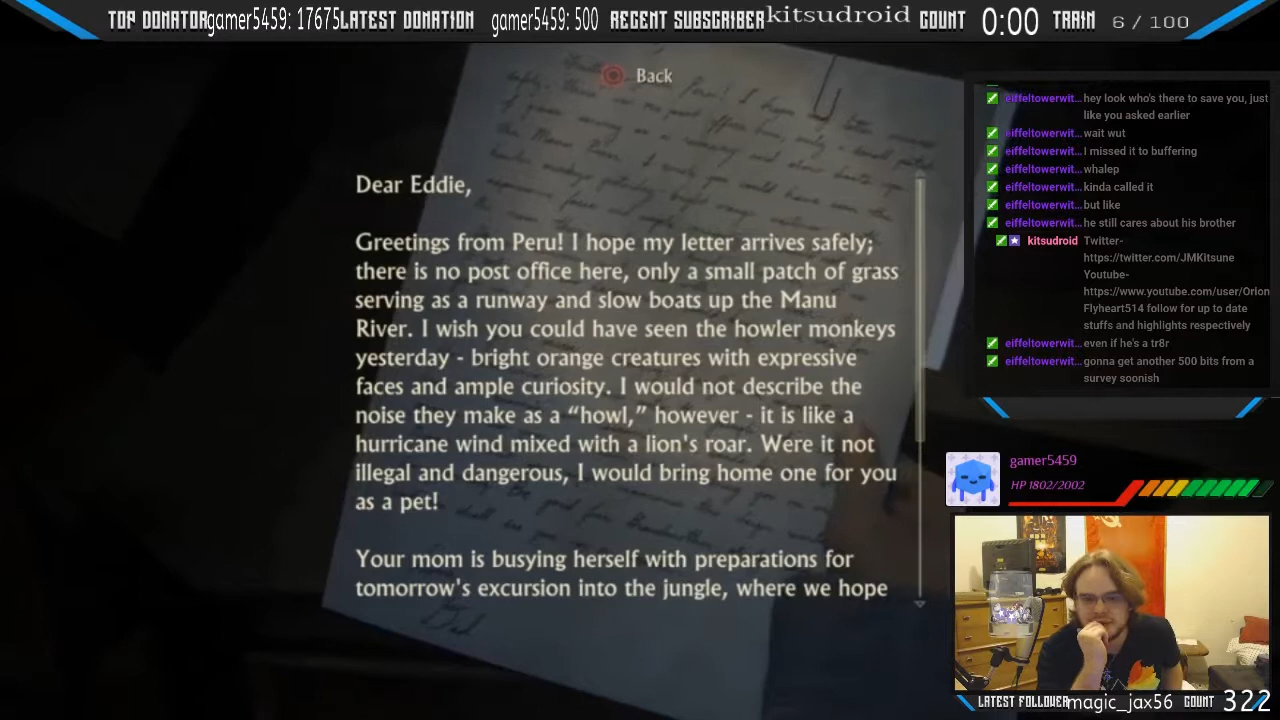 TOP DONATOR gamer5459: 17675 LATEST DONATION gamer5459: 500 RECENT SUBSCRIBER kitsudroid COUNT 0:00 TRAIN 6 / 100
Back
Dear Eddie,
Greetings from Peru! I hope my letter arrives safely;
there is no post office here, only a small patch of grass
serving as a runway and slow boats up the Manu
River. I wish you could have seen the howler monkeys
yesterday - bright orange creatures with expressive
faces and ample curiosity. I would not describe the
noise they make as a “howl,” however - it is like a
hurricane wind mixed with a lion's roar. Were it not
illegal and dangerous, I would bring home one for you
as a pet!
Your mom is busying herself with preparations for
tomorrow's excursion into the jungle, where we hope
eiffeltowerwit... hey look who's there to save you, just
like you asked earlier
eiffeltowerwit... wait wut
eiffeltowerwit... I missed it to buffering
eiffeltowerwit... whalep
eiffeltowerwit... kinda called it
eiffeltowerwit... but like
eiffeltowerwit... he still cares about his brother
kitsudroid Twitter-
https://twitter.com/JMKitsune
Youtube-
https://www.youtube.com/user/Orion
Flyheart514 follow for up to date
stuffs and highlights respectively
eiffeltowerwit... even if he's a tr8r
eiffeltowerwit... gonna get another 500 bits from a
survey soonish
gamer5459
HP 1802/2002
LATEST FOLLOWER magic_jax56 COUNT 322